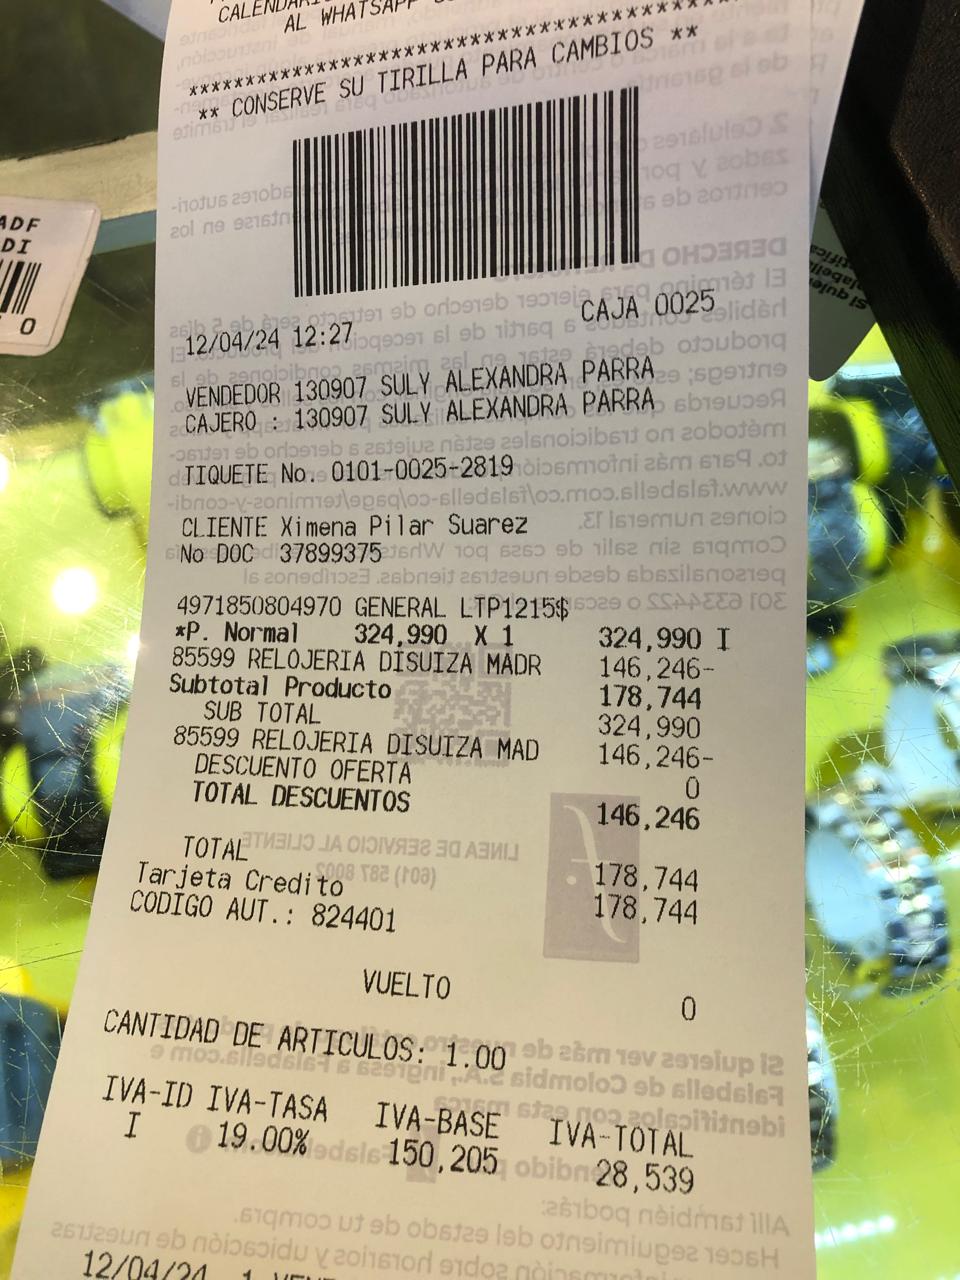 AL WHATSAPP
** CONSERVE SU TIRILLA PARA CAMBIOS **
CAJA 0025
12/04/24 12:27
VENDEDOR 130907 SULY ALEXANDRA PARRA
CAJERO : 130907 SULY ALEXANDRA PARRA
TIQUETE No. 0101-0025-2819
CLIENTE Ximena Pilar Suarez
No DOC 37899375
4971850804970 GENERAL LTP1215$
*P. Normal 324,990 X 1 324,990 I
85599 RELOJERIA DISUIZA MADR 146,246-
Subtotal Producto 178,744
SUB TOTAL 324,990
85599 RELOJERIA DISUIZA MAD 146,246-
DESCUENTO OFERTA 0
TOTAL DESCUENTOS 146,246
TOTAL 178,744
Tarjeta Credito 178,744
CODIGO AUT.: 824401
VUELTO 0
CANTIDAD DE ARTICULOS: 1.00
IVA-ID IVA-TASA IVA-BASE IVA-TOTAL
I 19.00% 150,205 28,539
12/04/24